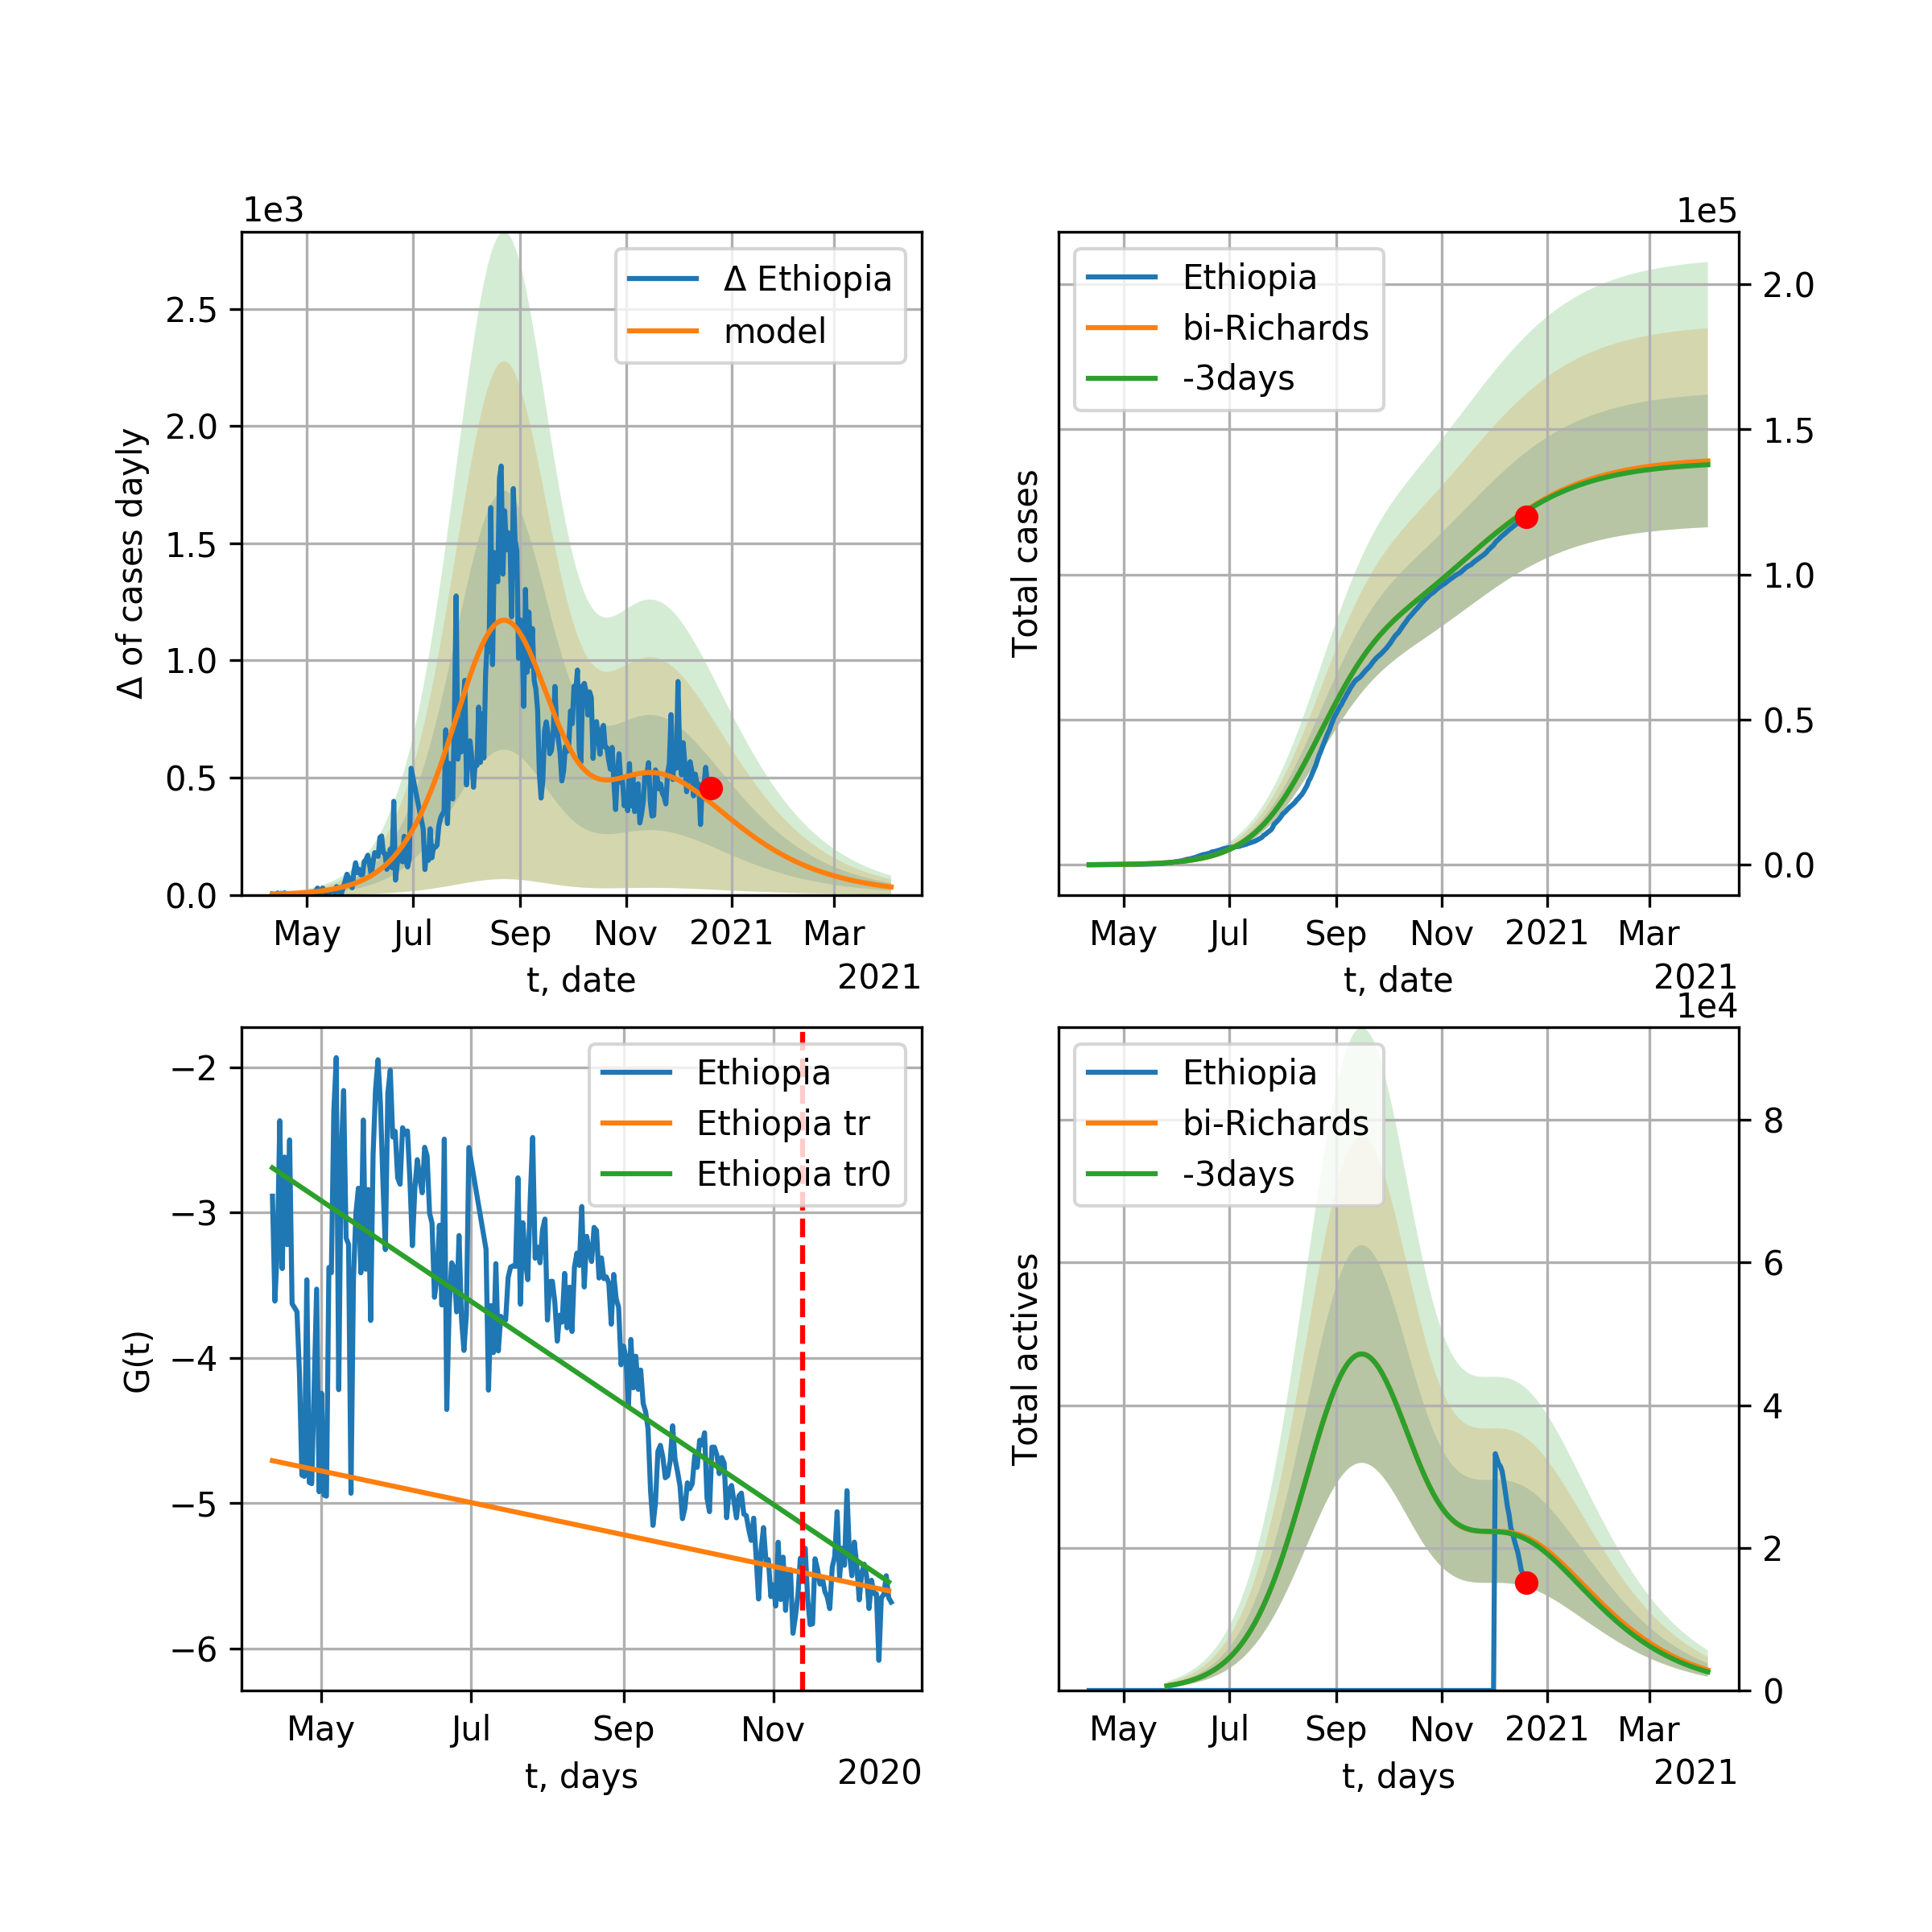 1e3
Δ of cases dayly
2.5
2.0
1.5
1.0
0.5
0.0
Δ Ethiopia
model
May Jul Sep Nov 2021 Mar
t, date
2021
1e5
Total cases
Ethiopia
bi-Richards
-3days
2.0
1.5
1.0
0.5
0.0
May Jul Sep Nov 2021 Mar
t, date
2021
G(t)
−2
−3
−4
−5
−6
Ethiopia
Ethiopia tr
Ethiopia tr0
May Jul Sep Nov
t, days
2020
1e4
Total actives
Ethiopia
bi-Richards
-3days
8
6
4
2
0
May Jul Sep Nov 2021 Mar
t, days
2021